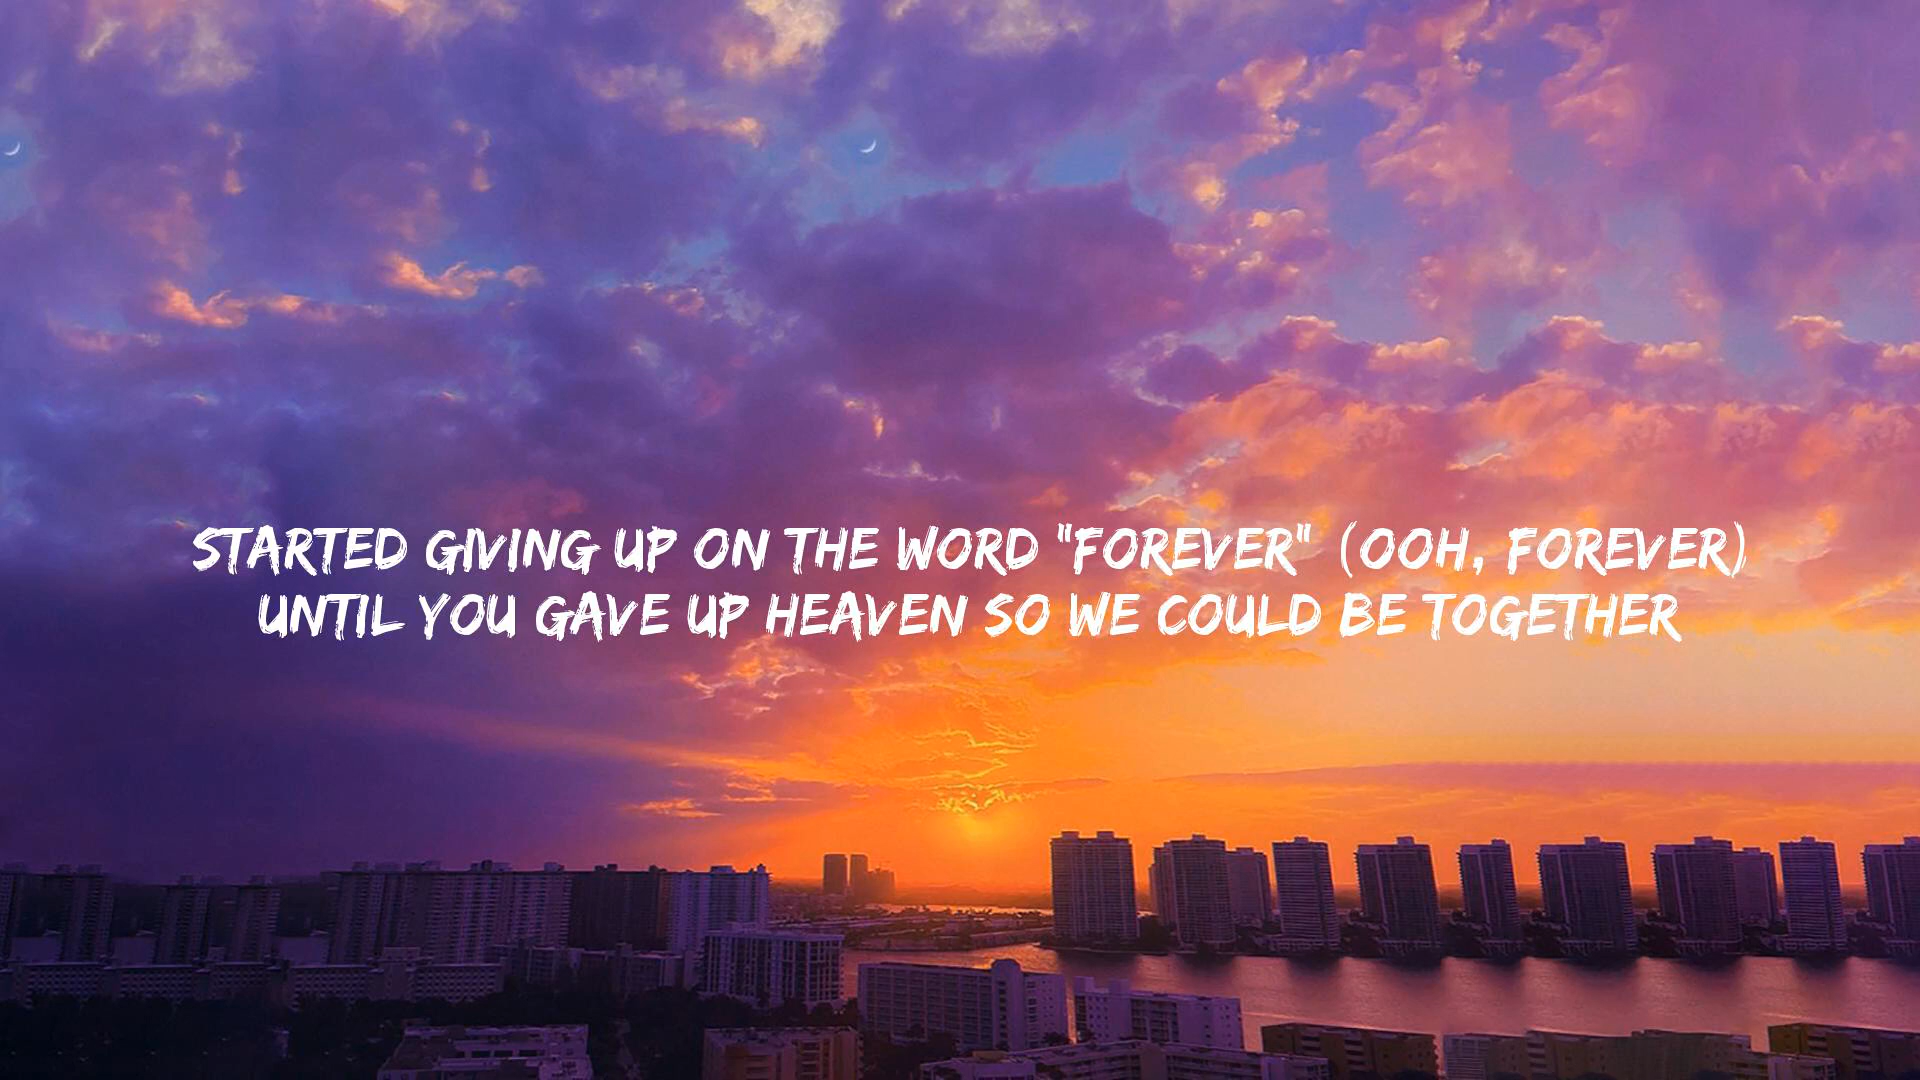 STARTED GIVING UP ON THE WORD "FOREVER" (OOH, FOREVER)
UNTIL YOU GAVE UP HEAVEN SO WE COULD BE TOGETHER